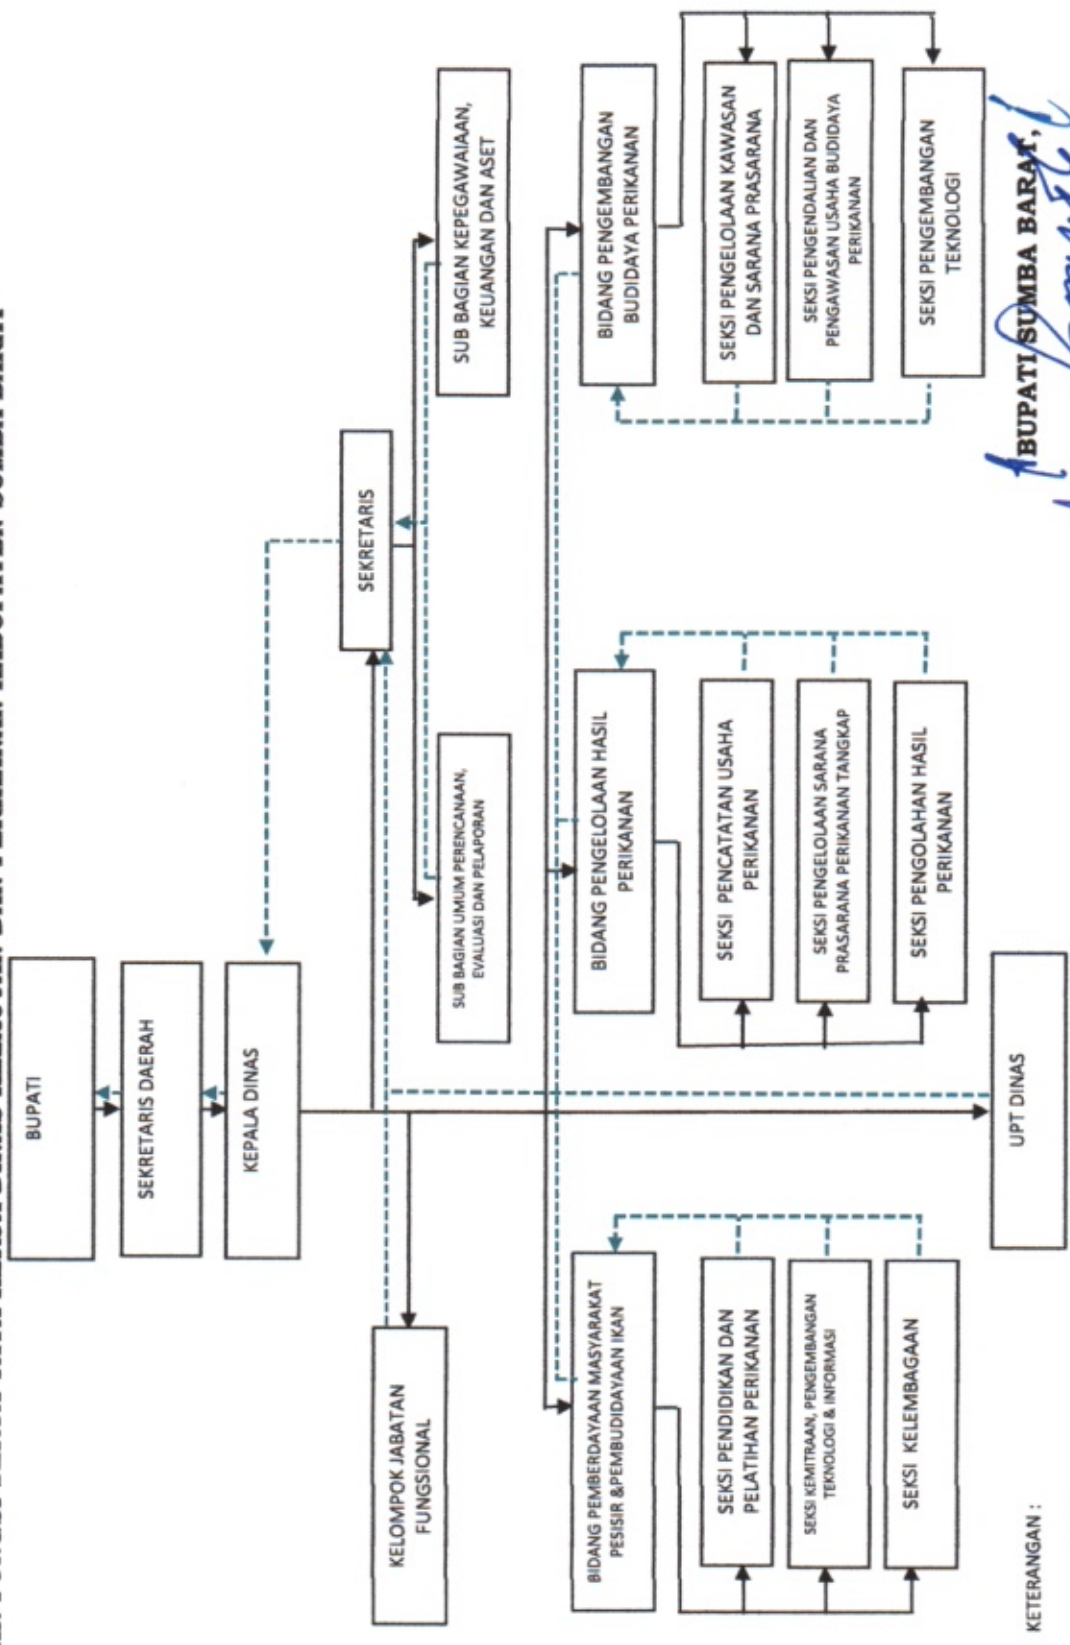 BUPATI
SEKRETARIS DAERAH
KEPALA DINAS
SEKRETARIS
KELOMPOK JABATAN
FUNGSIONAL
SUB BAGIAN UMUM PERENCANAAN,
EVALUASI DAN PELAPORAN
SUB BAGIAN KEPEGAWAIAAN,
KEUANGAN DAN ASET
BIDANG PEMBERDAYAAN MASYARAKAT
PESISIR &PEMBUDIDAYAAN IKAN
SEKSI PENDIDIKAN DAN
PELATIHAN PERIKANAN
SEKSI KEMITRAAN, PENGEMBANGAN
TEKNOLOGI & INFORMASI
SEKSI KELEMBAGAAN
BIDANG PENGELOLAAN HASIL
PERIKANAN
SEKSI PENCATATAN USAHA
PERIKANAN
SEKSI PENGELOLAAN SARANA
PRASARANA PERIKANAN TANGKAP
SEKSI PENGOLAHAN HASIL
PERIKANAN
BIDANG PENGEMBANGAN
BUDIDAYA PERIKANAN
SEKSI PENGELOLAAN KAWASAN
DAN SARANA PRASARANA
SEKSI PENGENDALIAN DAN
PENGAWASAN USAHA BUDIDAYA
PERIKANAN
SEKSI PENGEMBANGAN
TEKNOLOGI
UPT DINAS
KETERANGAN :
BUPATI SUMBA BARAT,